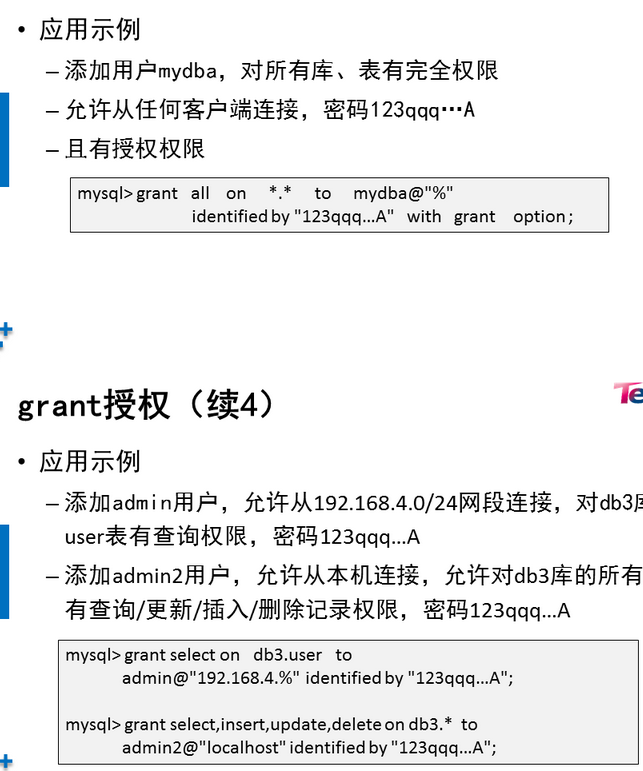 • 应用示例
– 添加用户mydba，对所有库、表有完全权限
– 允许从任何客户端连接，密码123qqq…A
– 且有授权权限
mysql> grant all on *.* to mydba@"%"
identified by "123qqq...A" with grant option;
grant授权（续4）
Te
• 应用示例
– 添加admin用户，允许从192.168.4.0/24网段连接，对db3库
user表有查询权限，密码123qqq...A
– 添加admin2用户，允许从本机连接，允许对db3库的所有
有查询/更新/插入/删除记录权限，密码123qqq...A
mysql> grant select on db3.user to
admin@"192.168.4.%" identified by "123qqq...A";
mysql> grant select,insert,update,delete on db3.* to
admin2@"localhost" identified by "123qqq...A";